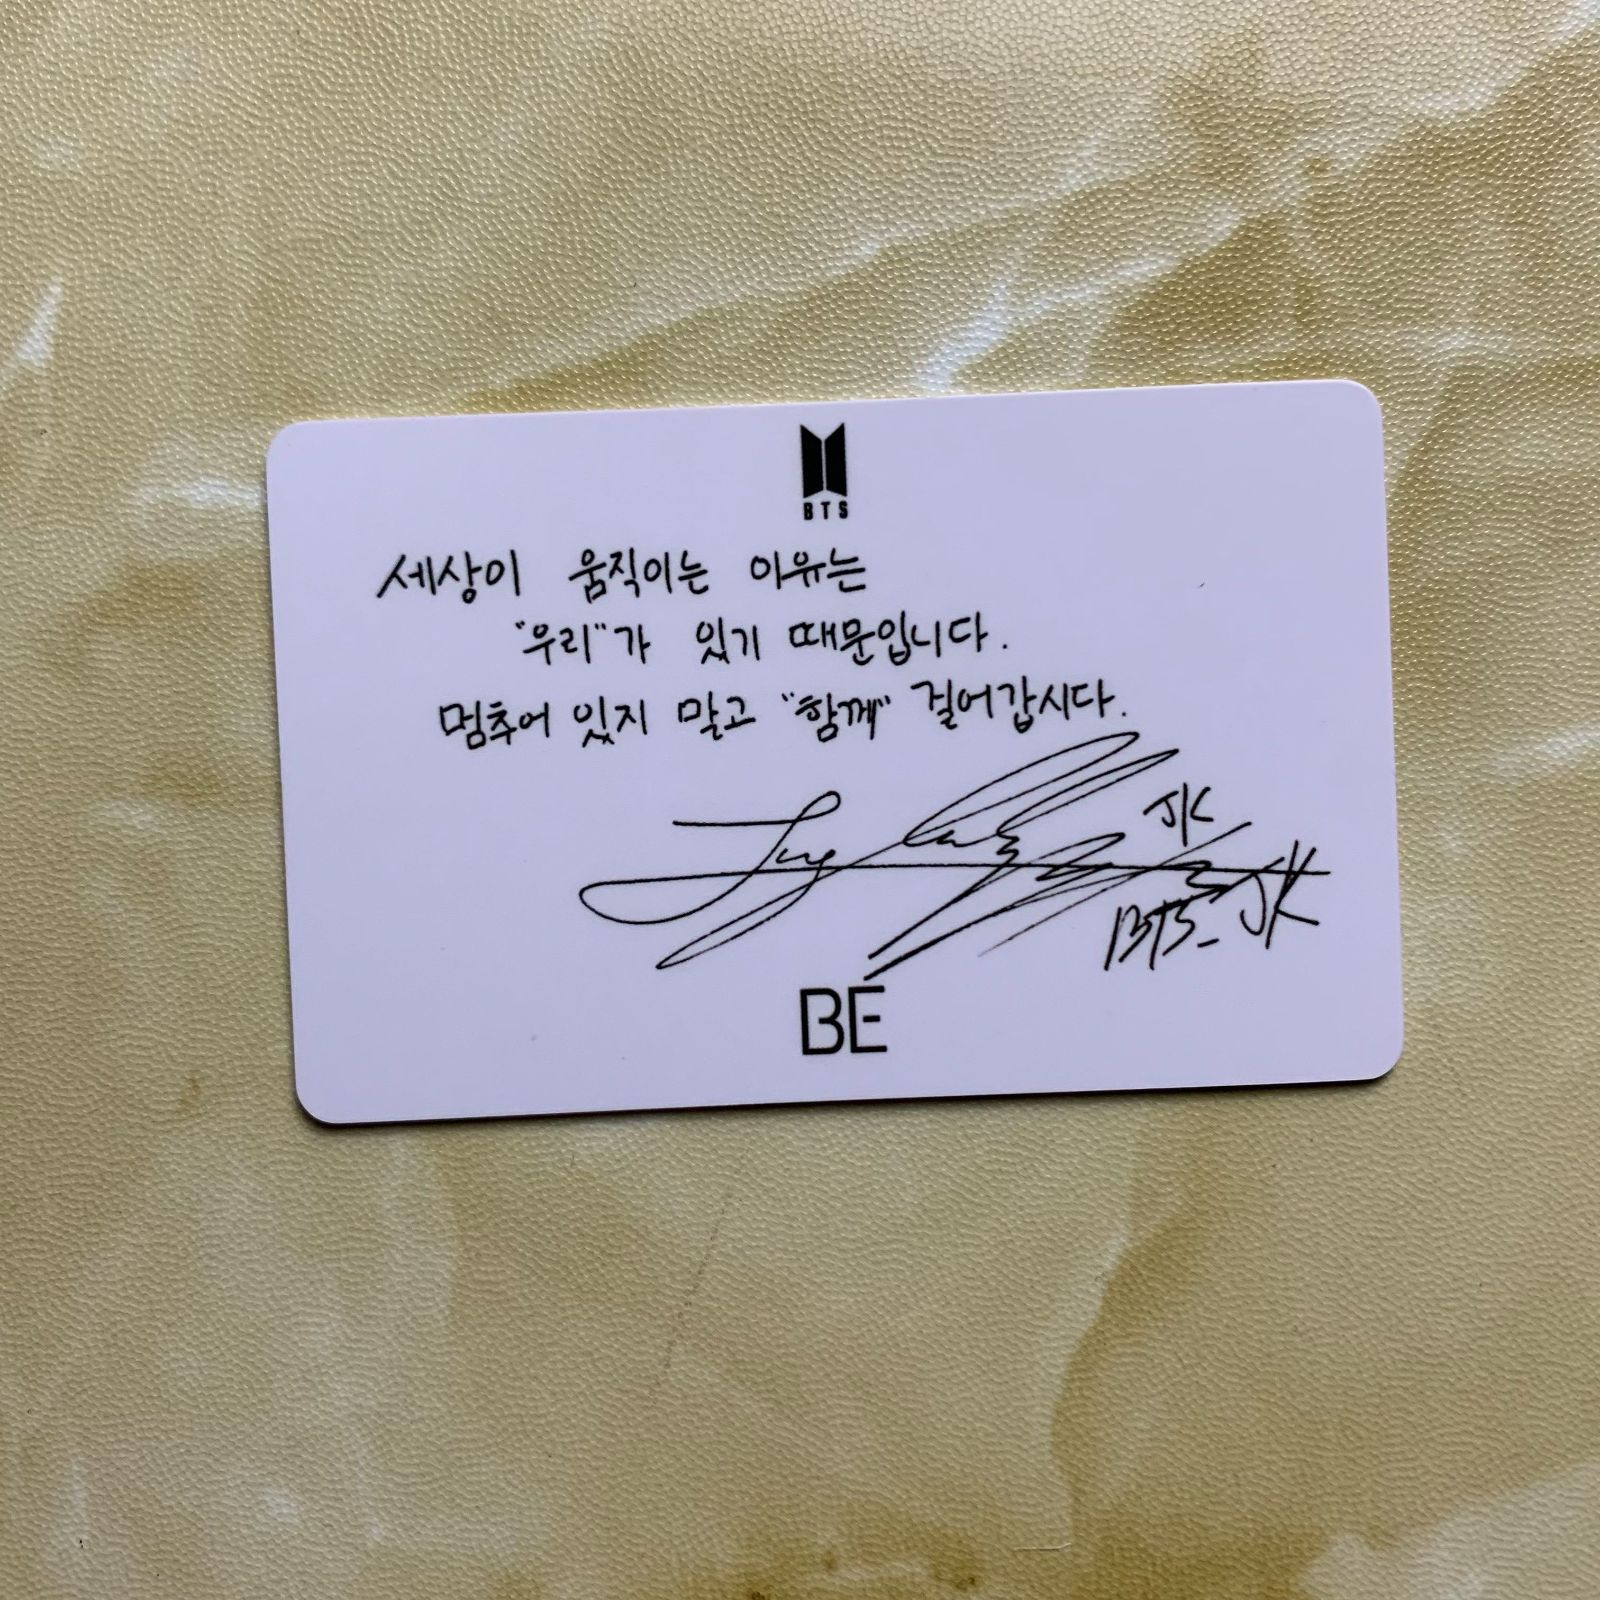 BTS
세상이 움직이는 이유는
"우리"가 있기 때문입니다.
멈추어 있지 말고 "함께" 걸어갑시다.
JK
BTS_JK
BE